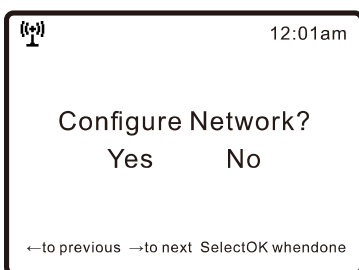 12:01am
Configure Network?
Yes No
←to previous →to next SelectOK whendone